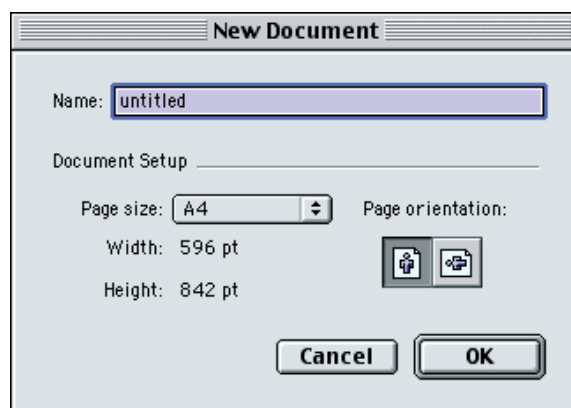 New Document
Name: untitled
Document Setup
Page size: A4 Page orientation:
Width: 596 pt
Height: 842 pt
Cancel OK